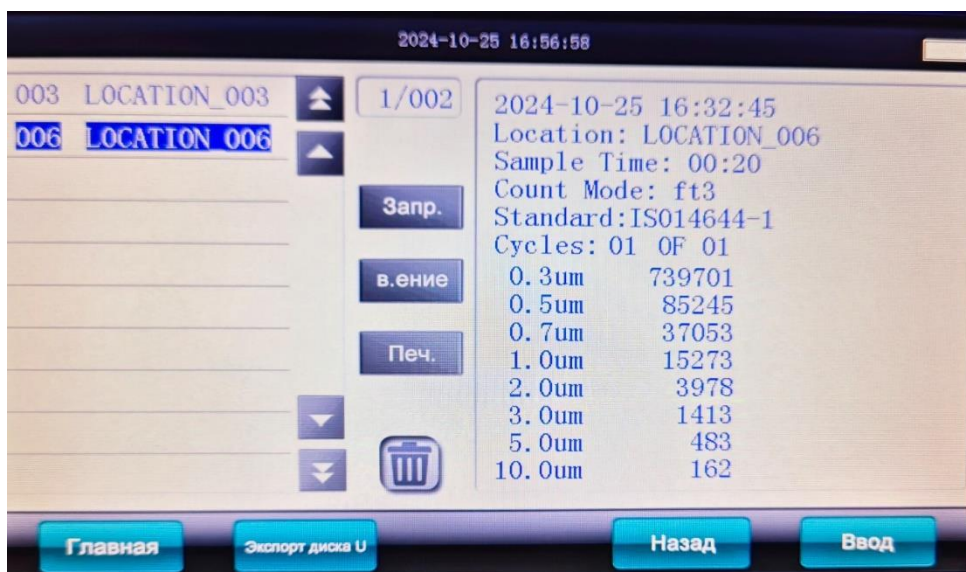 2024-10-25 16:56:58
003 LOCATION_003
006 LOCATION_006
1/002
Запр.
в.ение
Печ.
2024-10-25 16:32:45
Location: LOCATION_006
Sample Time: 00:20
Count Mode: ft3
Standard:ISO14644-1
Cycles: 01 OF 01
0.3um 739701
0.5um 85245
0.7um 37053
1.0um 15273
2.0um 3978
3.0um 1413
5.0um 483
10.0um 162
Главная
Экспорт диска U
Назад
Ввод